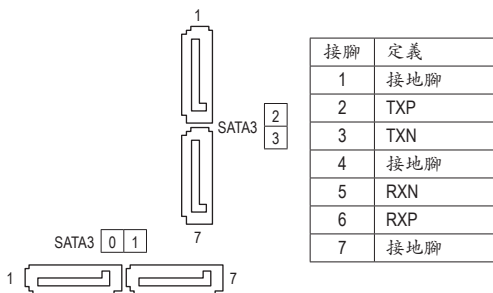 1
SATA3 2
3
7
SATA3 0 1
1 7
接腳 定義
1 接地腳
2 TXP
3 TXN
4 接地腳
5 RXN
6 RXP
7 接地腳